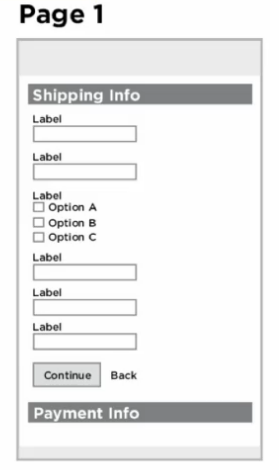 Page 1
Shipping Info
Label
Label
Label
Option A
Option B
Option C
Label
Label
Label
Continue Back
Payment Info